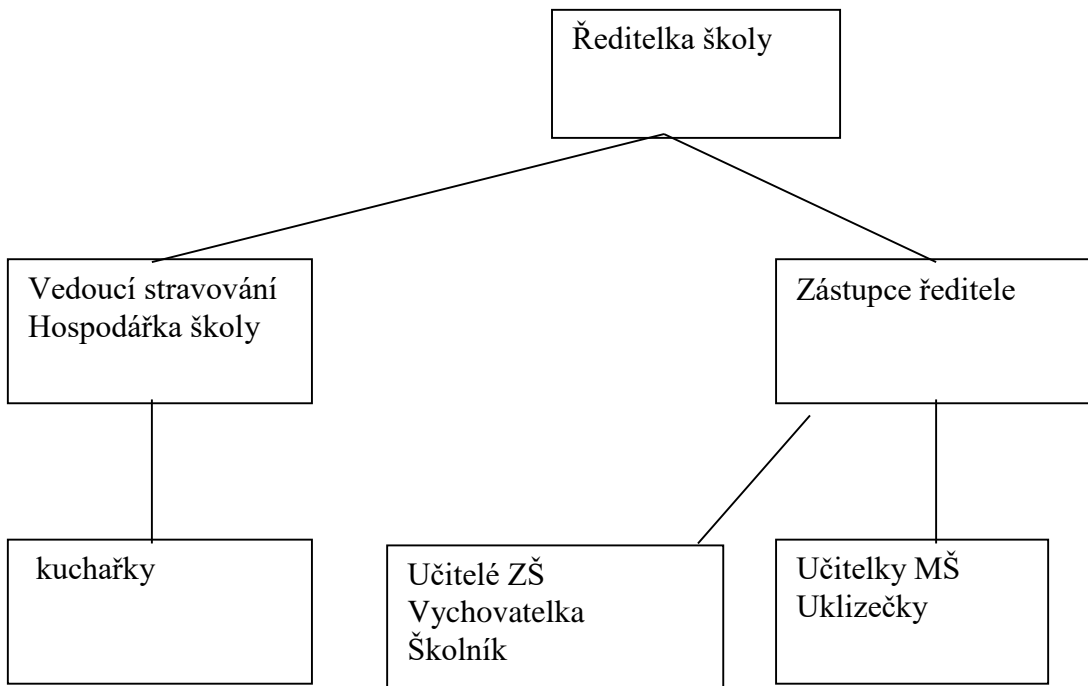 Ředitelka školy
Vedoucí stravování
Hospodářka školy
Zástupce ředitele
kuchařky
Učitelé ZŠ
Vychovatelka
Školník
Učitelky MŠ
Uklizečky